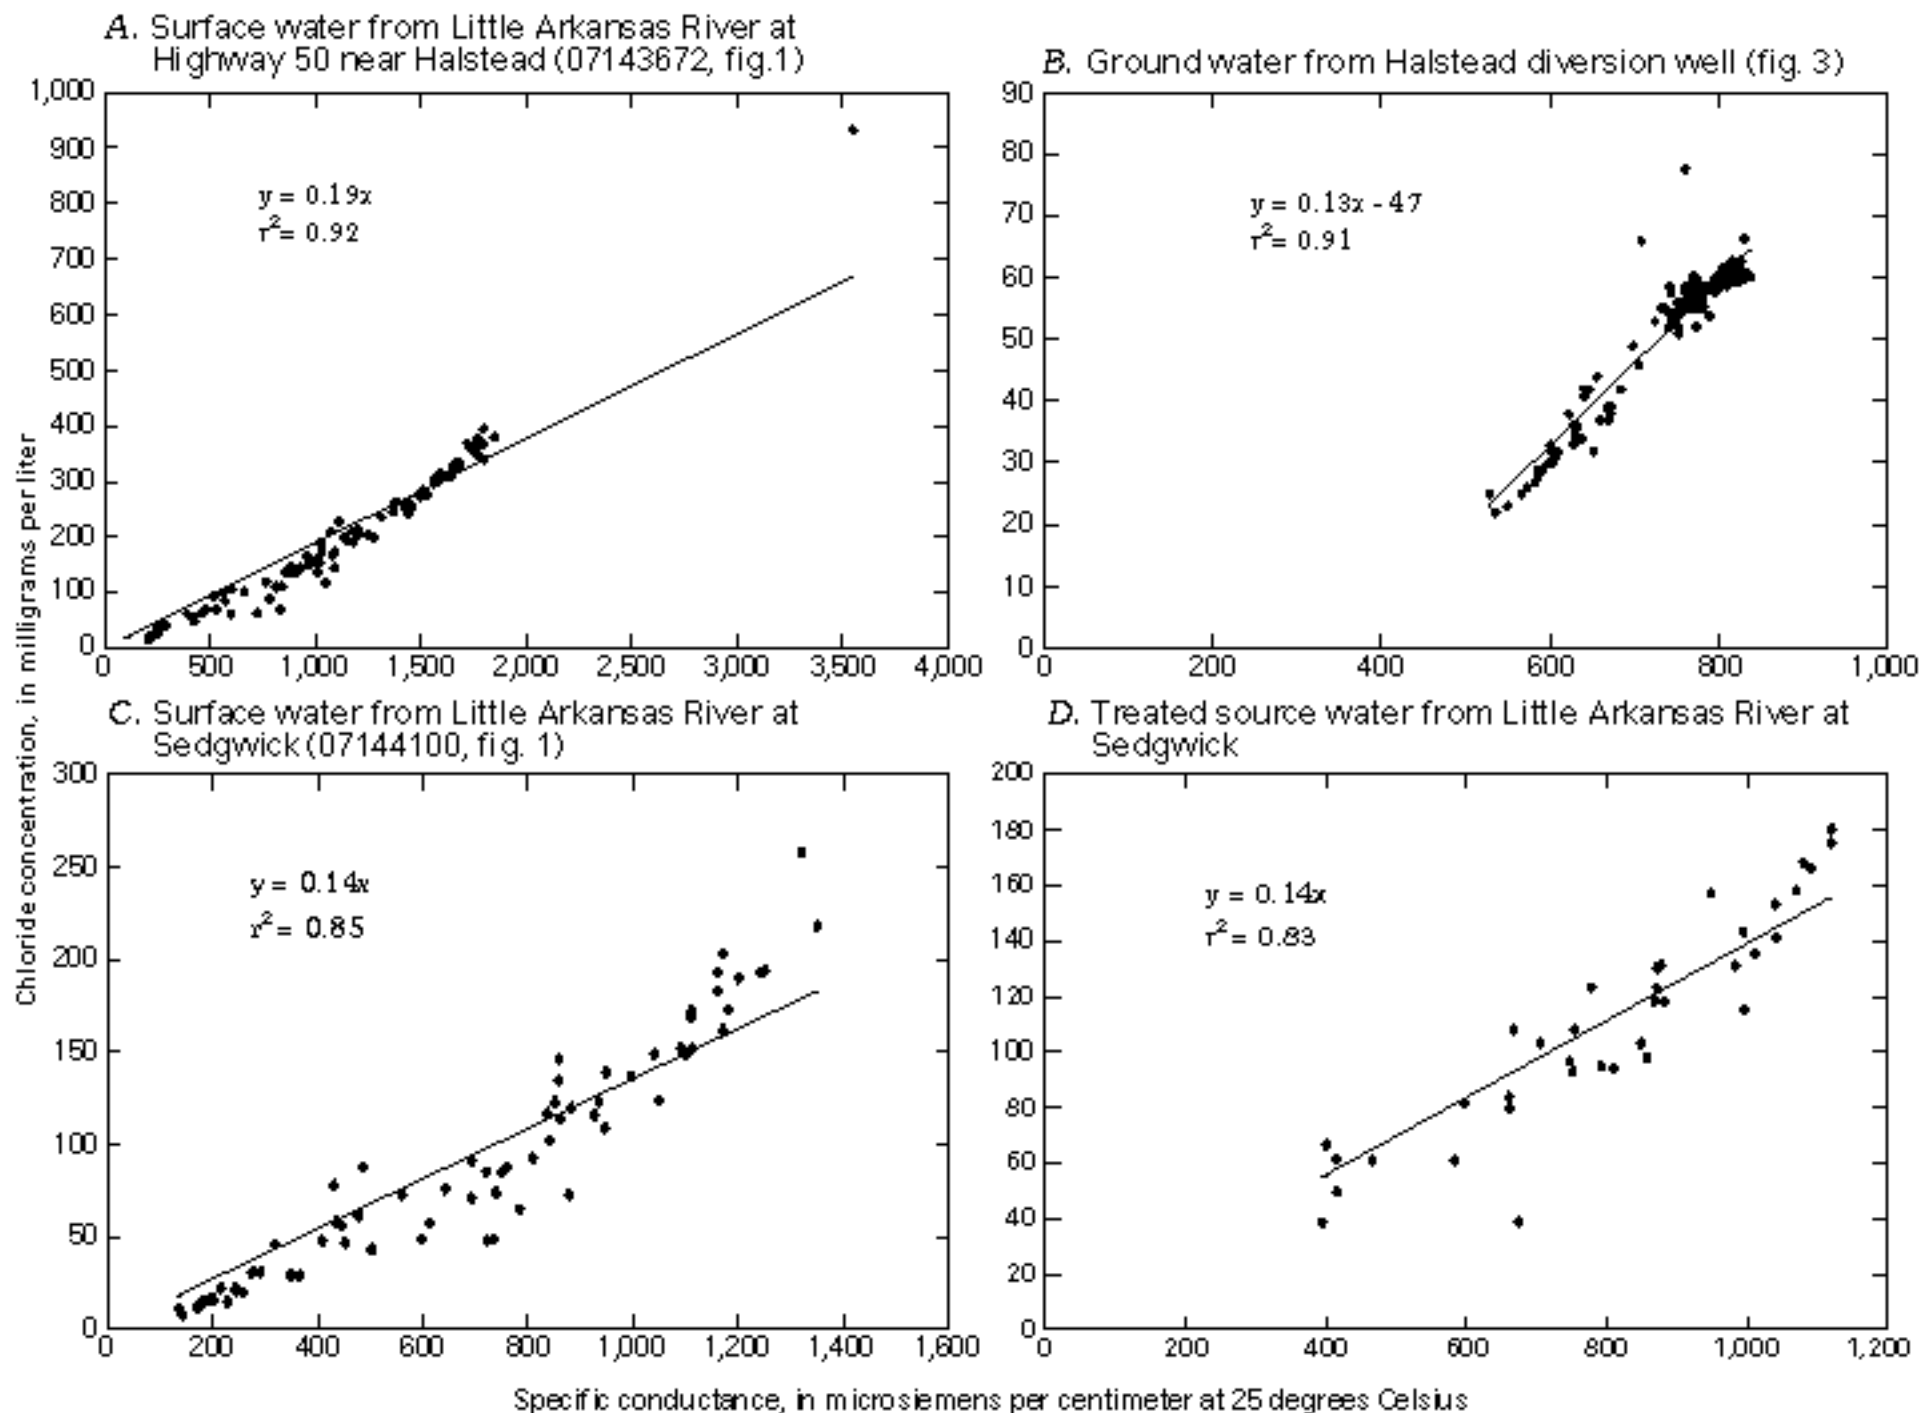 A. Surface water from Little Arkansas River at
Highway 50 near Halstead (07143672, fig.1)
1,000
900
800
700
600
500
400
300
200
100
0
y = 0.19x
r2= 0.92
0 500 1,000 1,500 2,000 2,500 3,000 3,500 4,000
B. Ground water from Halstead diversion well (fig. 3)
90
80
70
60
50
40
30
20
10
0
y = 0.13x - 47
r2= 0.91
0 200 400 600 800 1,000
C. Surface water from Little Arkansas River at
Sedgwick (07144100, fig. 1)
300
250
200
150
100
50
0
y = 0.14x
r2= 0.85
0 200 400 600 800 1,000 1,200 1,400 1,600
D. Treated source water from Little Arkansas River at
Sedgwick
200
180
160
140
120
100
80
60
40
20
0
y = 0.14x
r2= 0.83
0 200 400 600 800 1,000 1,200
Chloride concentration, in milligrams per liter
Specific conductance, in microsiemens per centimeter at 25 degrees Celsius